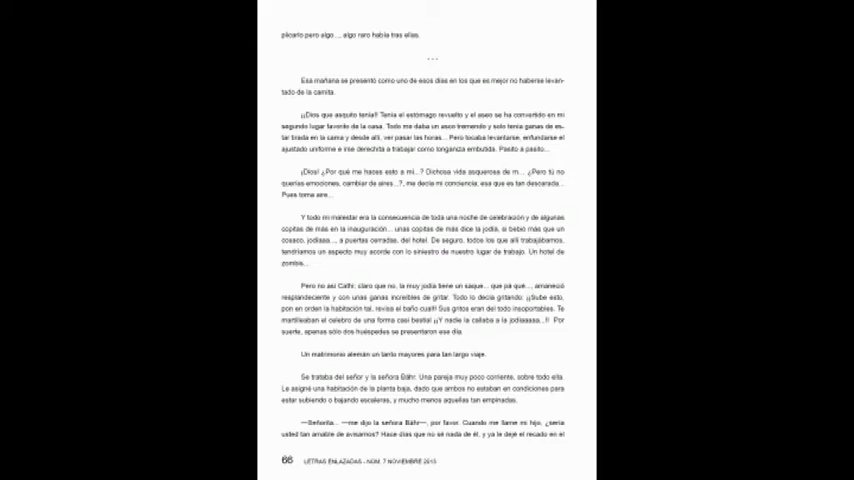 plicarlo pero algo..., algo raro había tras ellas.
. . .
Esa mañana se presentó como uno de esos días en los que es mejor no haberse levan-
tado de la camita.
¡¡Dios que asquito tenía!! Tenía el estómago revuelto y el aseo se ha convertido en mi
segundo lugar favorito de la casa. Todo me daba un asco tremendo y solo tenía ganas de es-
tar tirada en la cama y desde allí, ver pasar las horas... Pero tocaba levantarse, enfundarse el
ajustado uniforme e irse derechita a trabajar como longaniza embutida. Pasito a pasito...
¡Dios! ¿Por qué me haces esto a mí...? Dichosa vida asquerosa de m... ¿Pero tú no
querías emociones, cambiar de aires...?, me decía mi conciencia, esa que es tan descarada...
Pues toma aire...
Y todo mi malestar era la consecuencia de toda una noche de celebración y de algunas
copitas de más en la inauguración... unas copitas de más dice la jodía, si bebió más que un
cosaco, jodíaaa..., a puertas cerradas, del hotel. De seguro, todos los que allí trabajábamos,
tendríamos un aspecto muy acorde con lo siniestro de nuestro lugar de trabajo. Un hotel de
zombis...
Pero no así Cathi; claro que no, la muy jodía tiene un saque... que pá qué..., amaneció
resplandeciente y con unas ganas increíbles de gritar. Todo lo decía gritando: ¡¡Sube esto,
pon en orden la habitación tal, revisa el baño cual!!! Sus gritos eran del todo insoportables. Te
martilleaban el celebro de una forma casi bestial ¡¡Y nadie la callaba a la jodíaaaaa...!! Por
suerte, apenas sólo dos huéspedes se presentaron ese día.
Un matrimonio alemán un tanto mayores para tan largo viaje.
Se trataba del señor y la señora Bähr. Una pareja muy poco corriente, sobre todo ella.
Le asigné una habitación de la planta baja, dado que ambos no estaban en condiciones para
estar subiendo o bajando escaleras, y mucho menos aquellas tan empinadas.
—Señorita... —me dijo la señora Bähr—, por favor. Cuando me llame mi hijo, ¿sería
usted tan amable de avisarnos? Hace días que no sé nada de él, y ya le dejé el recado en el
66 LETRAS ENLAZADAS - NÚM. 7 NOVIEMBRE 2013